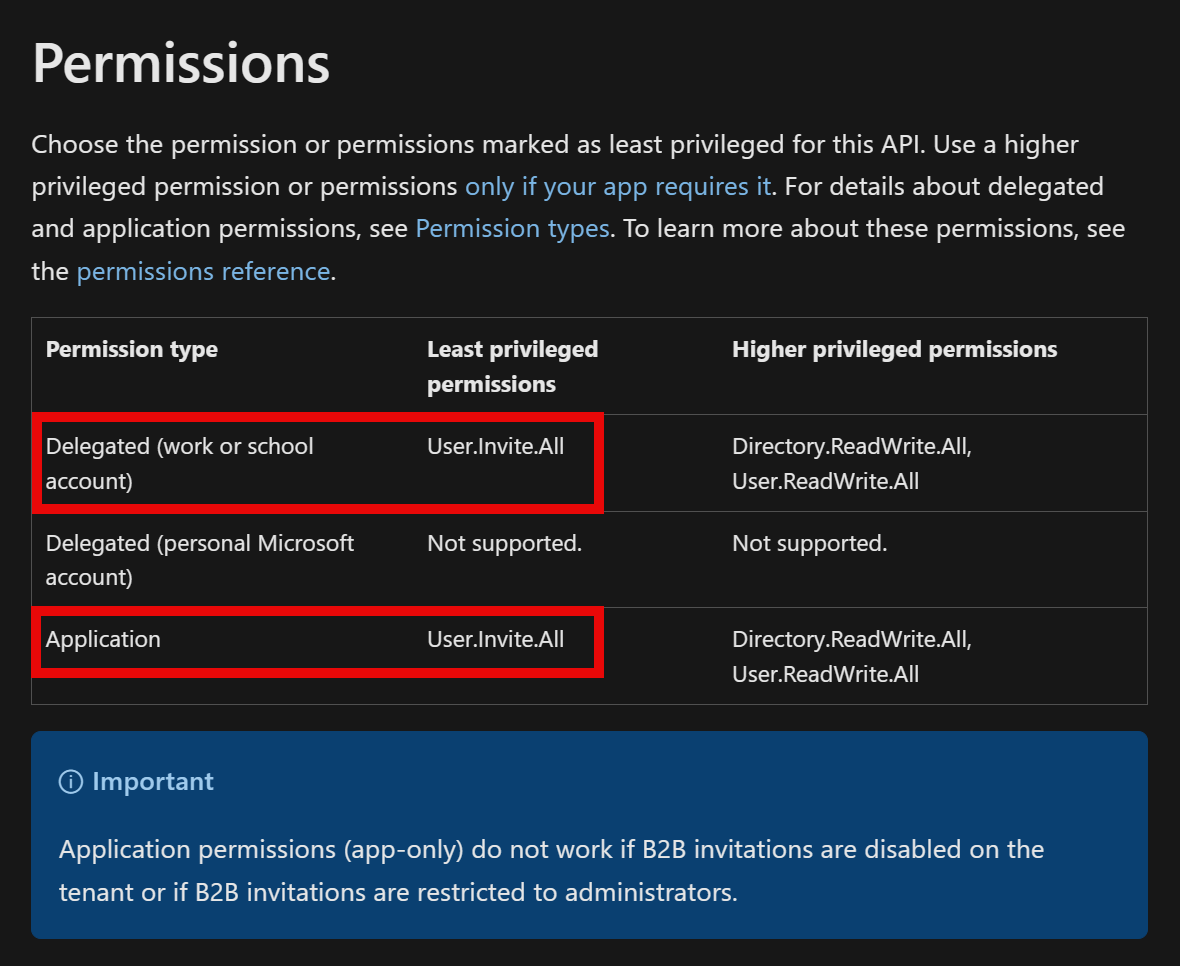 Permissions
Choose the permission or permissions marked as least privileged for this API. Use a higher
privileged permission or permissions only if your app requires it. For details about delegated
and application permissions, see Permission types. To learn more about these permissions, see
the permissions reference.
Permission type Least privileged permissions Higher privileged permissions
Delegated (work or school account) User.Invite.All Directory.ReadWrite.All, User.ReadWrite.All
Delegated (personal Microsoft account) Not supported. Not supported.
Application User.Invite.All Directory.ReadWrite.All, User.ReadWrite.All
Important
Application permissions (app-only) do not work if B2B invitations are disabled on the
tenant or if B2B invitations are restricted to administrators.